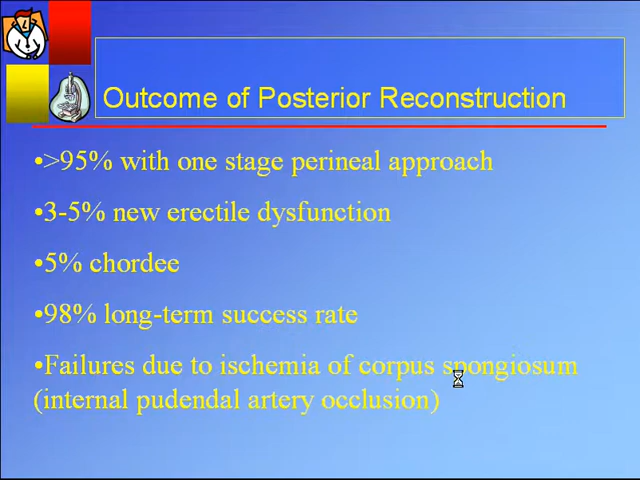 Outcome of Posterior Reconstruction
•>95% with one stage perineal approach
•3-5% new erectile dysfunction
•5% chordee
•98% long-term success rate
•Failures due to ischemia of corpus spongiosum
(internal pudendal artery occlusion)